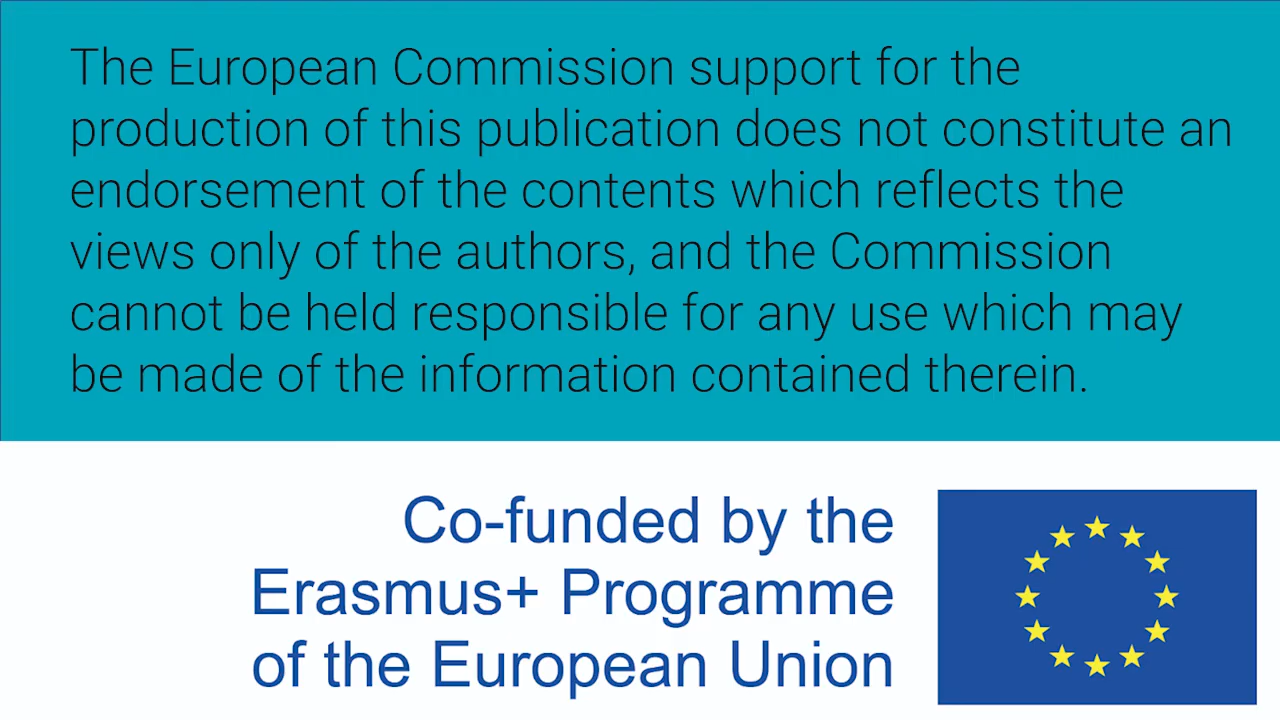 The European Commission support for the
production of this publication does not constitute an
endorsement of the contents which reflects the
views only of the authors, and the Commission
cannot be held responsible for any use which may
be made of the information contained therein.
Co-funded by the
Erasmus+ Programme
of the European Union